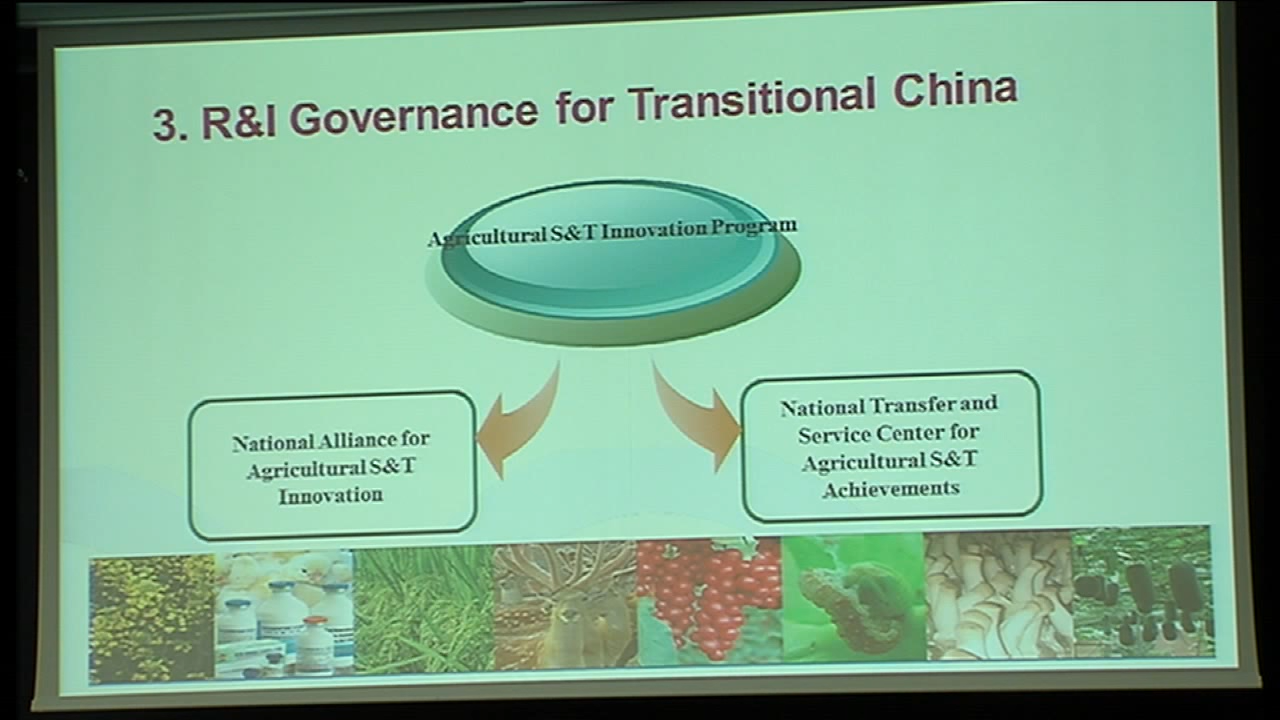 3. R&I Governance for Transitional China
Agricultural S&T Innovation Program
National Alliance for
Agricultural S&T
Innovation
National Transfer and
Service Center for
Agricultural S&T
Achievements